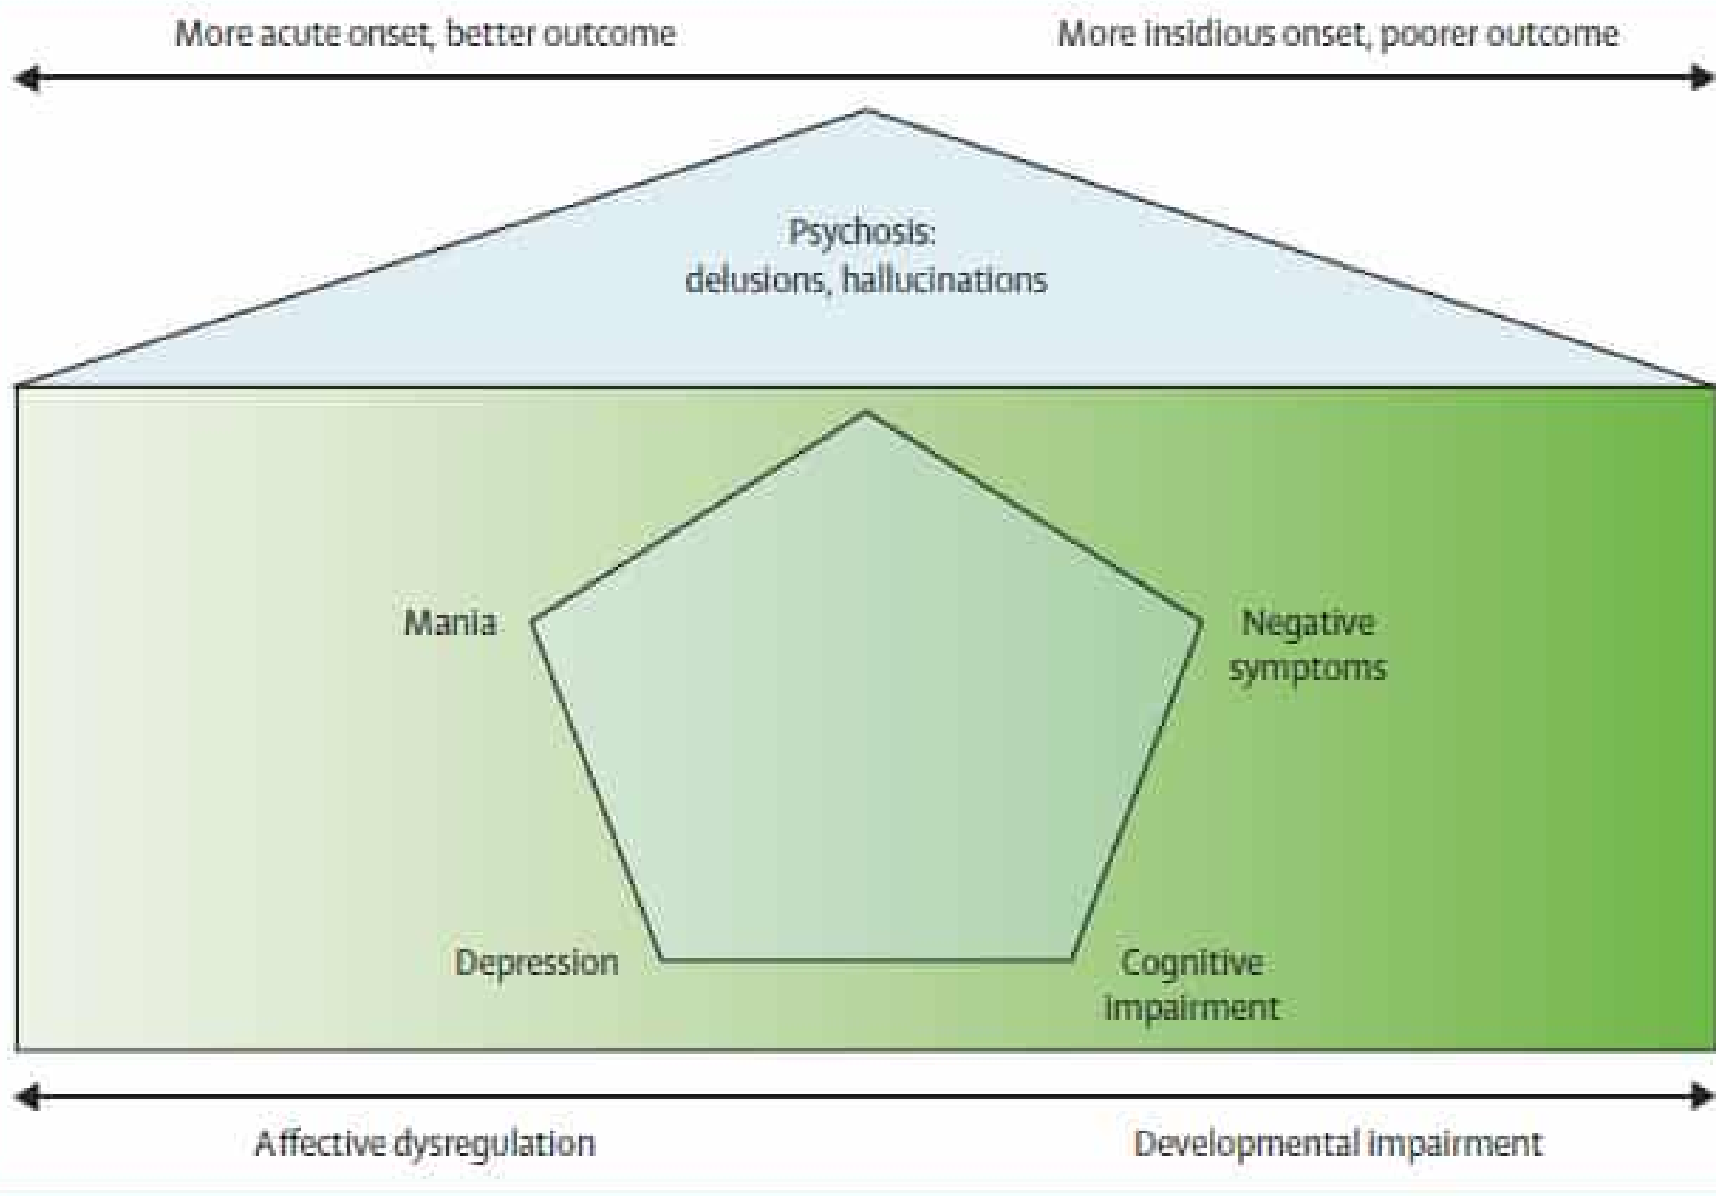 More acute onset, better outcome
More insidious onset, poorer outcome
Psychosis:
delusions, hallucinations
Mania
Negative
symptoms
Depression
Cognitive
impairment
Affective dysregulation
Developmental impairment